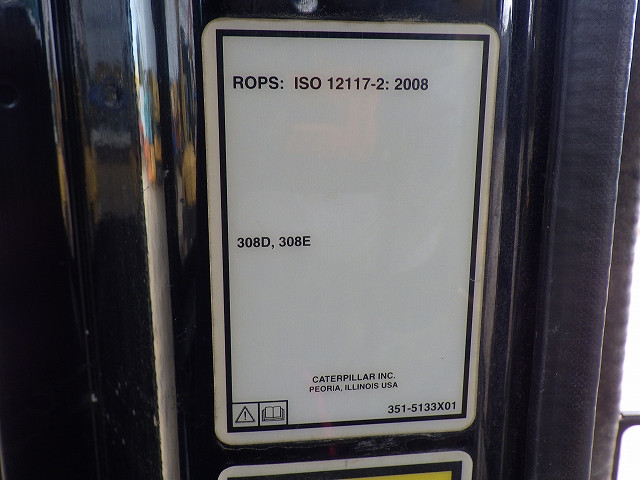 ROPS: ISO 12117-2: 2008
308D, 308E
CATERPILLAR INC.
PEORIA, ILLINOIS USA
351-5133X01